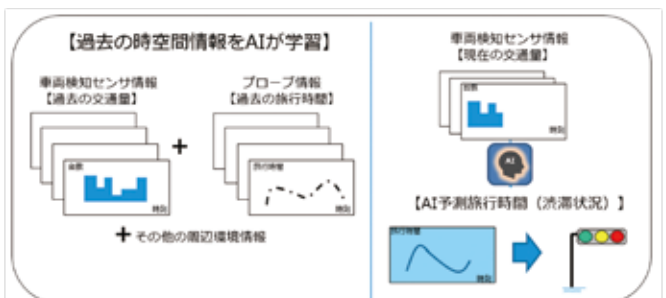 【過去の時空間情報をAIが学習】
車両検知センサ情報
【過去の交通量】
プローブ情報
【過去の旅行時間】
+
台数
時刻
旅行時間
時刻
+ その他の周辺環境情報
車両検知センサ情報
【現在の交通量】
台数
時刻
AI
【AI予測旅行時間（渋滞状況）】
旅行時間
時刻